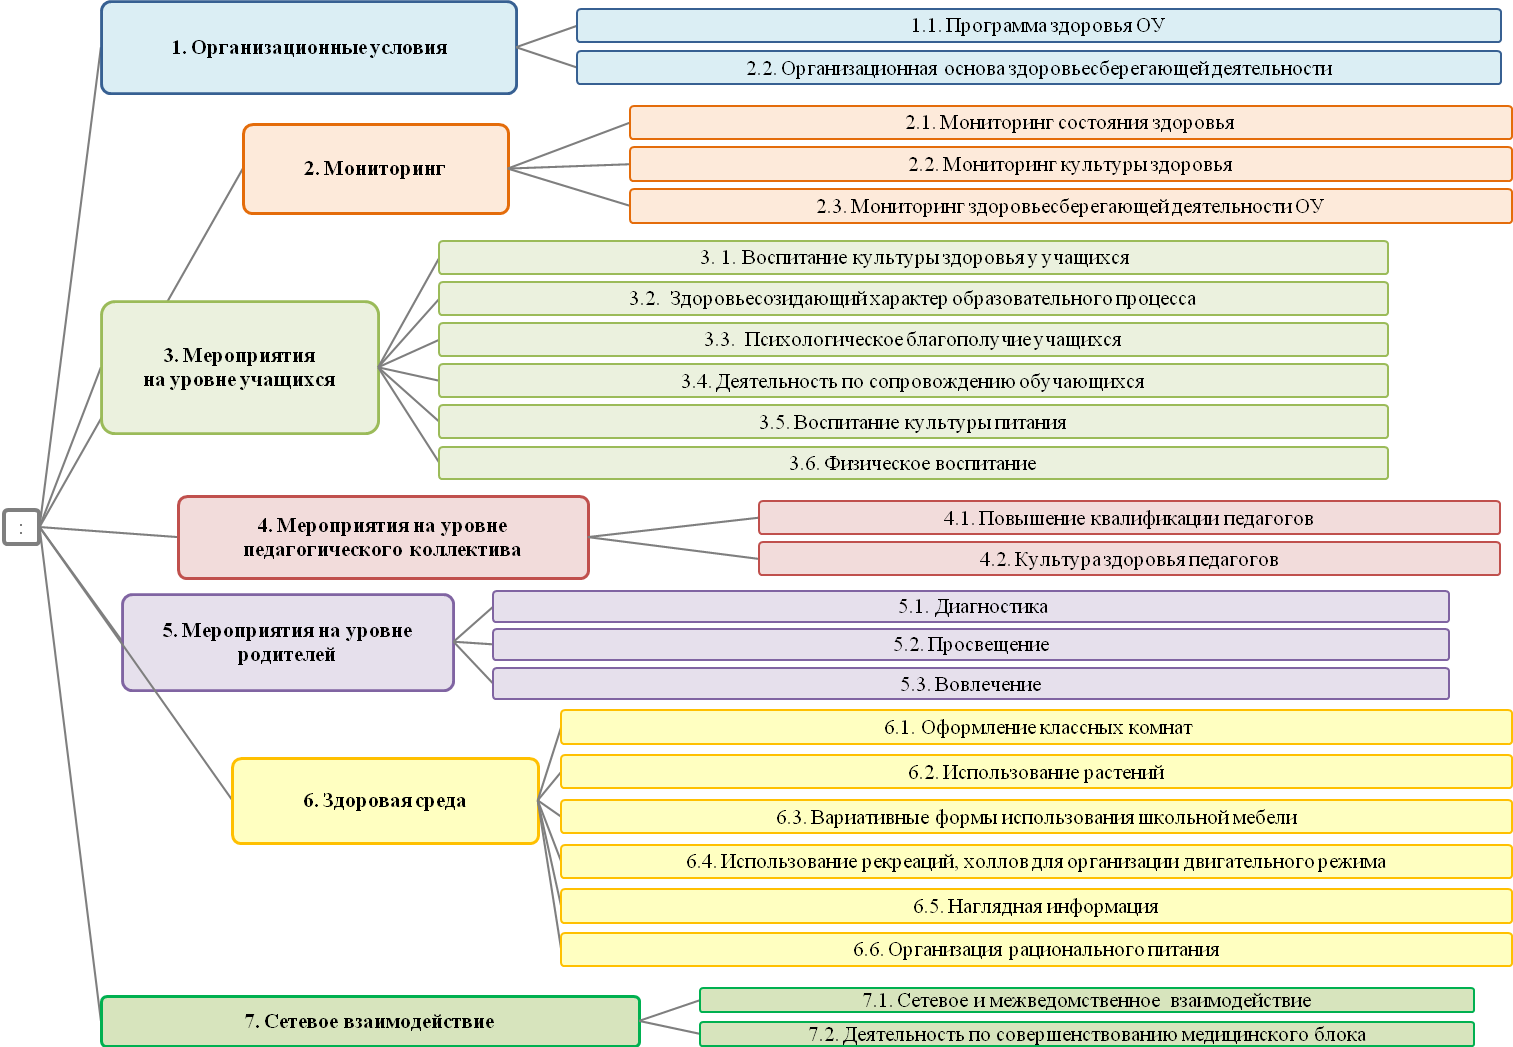 1. Организационные условия
1.1. Программа здоровья ОУ
2.2. Организационная основа здоровьесберегающей деятельности
2. Мониторинг
2.1. Мониторинг состояния здоровья
2.2. Мониторинг культуры здоровья
2.3. Мониторинг здоровьесберегающей деятельности ОУ
3. Мероприятия
на уровне учащихся
3. 1. Воспитание культуры здоровья у учащихся
3.2. Здоровьесозидающий характер образовательного процесса
3.3. Психологическое благополучие учащихся
3.4. Деятельность по сопровождению обучающихся
3.5. Воспитание культуры питания
3.6. Физическое воспитание
:
4. Мероприятия на уровне
педагогического коллектива
4.1. Повышение квалификации педагогов
4.2. Культура здоровья педагогов
5. Мероприятия на уровне
родителей
5.1. Диагностика
5.2. Просвещение
5.3. Вовлечение
6. Здоровая среда
6.1. Оформление классных комнат
6.2. Использование растений
6.3. Вариативные формы использования школьной мебели
6.4. Использование рекреаций, холлов для организации двигательного режима
6.5. Наглядная информация
6.6. Организация рационального питания
7. Сетевое взаимодействие
7.1. Сетевое и межведомственное взаимодействие
7.2. Деятельность по совершенствованию медицинского блока